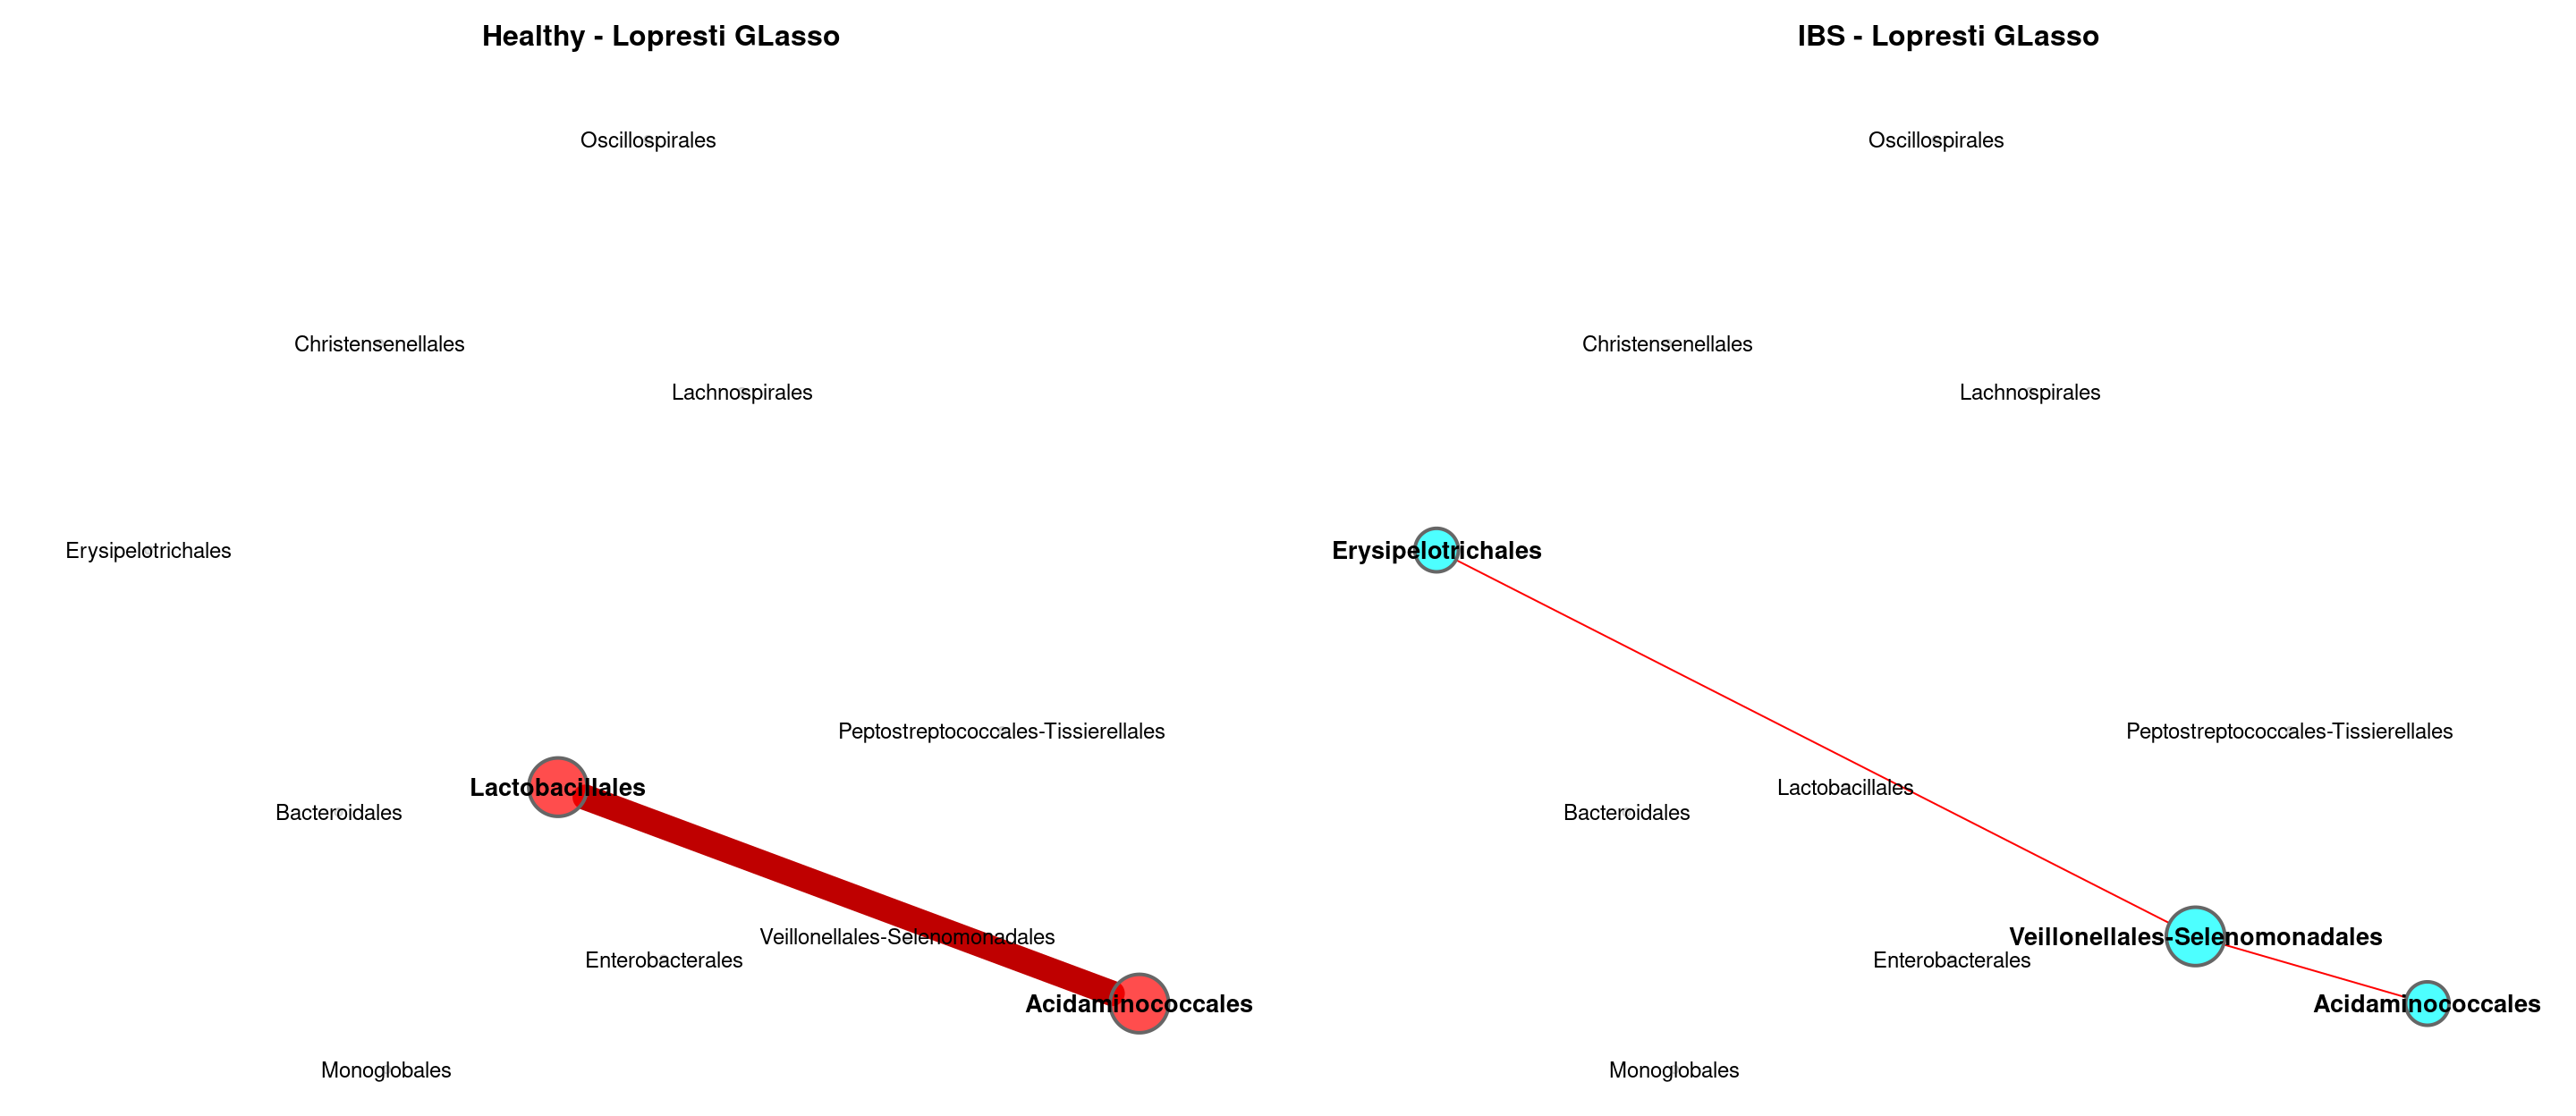 Healthy - Lopresti GLasso
Oscillospirales
Christensenellales
Lachnospirales
Erysipelotrichales
Peptostreptococcales-Tissierellales
Lactobacillales
Bacteroidales
Veillonellales-Selenomonadales
Enterobacterales
Acidaminococcales
Monoglobales
IBS - Lopresti GLasso
Oscillospirales
Christensenellales
Lachnospirales
Erysipelotrichales
Peptostreptococcales-Tissierellales
Lactobacillales
Bacteroidales
Veillonellales-Selenomonadales
Enterobacterales
Acidaminococcales
Monoglobales